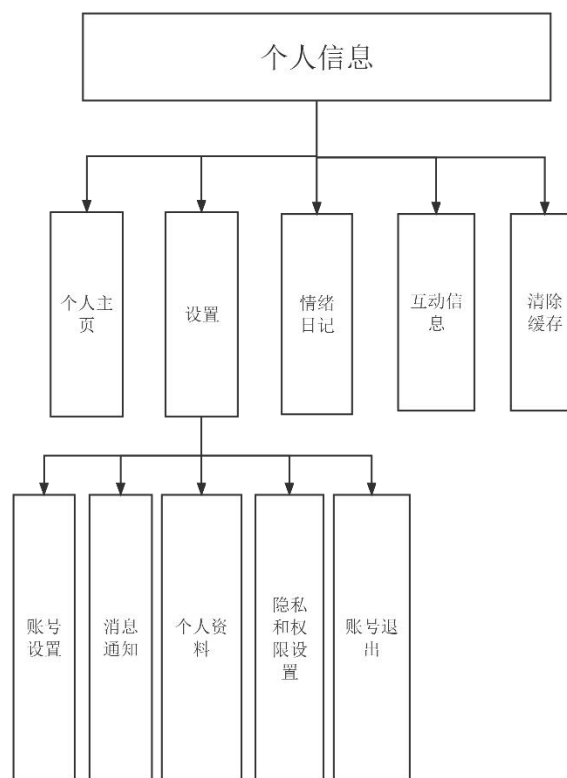 个人信息
个人主
页
设置
情绪
日记
互动信
息
清除
缓存
账号
设置
消息
通知
个人资
料
隐私
和权
限设
置
账号退
出